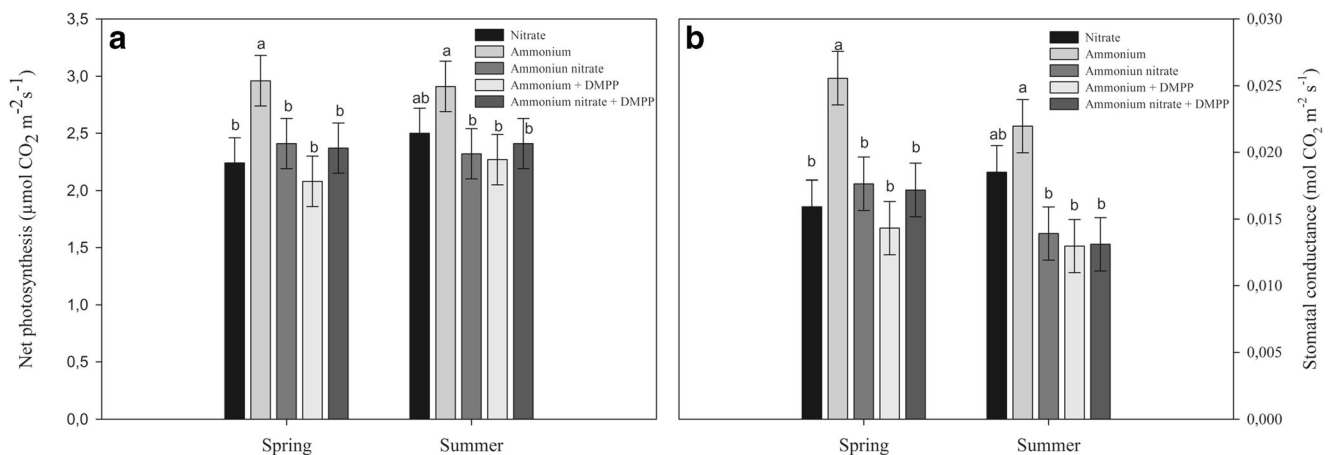 a
Net photosynthesis (µmol CO2 m-2s-1)
3,5
3,0
2,5
2,0
1,5
1,0
0,5
0,0
Nitrate
Ammonium
Ammoniun nitrate
Ammonium + DMPP
Ammonium nitrate + DMPP
b
a
b
b
b
ab
a
b
b
b
Spring
Summer
b
Nitrate
Ammonium
Ammoniun nitrate
Ammonium + DMPP
Ammonium nitrate + DMPP
b
a
b
b
b
ab
a
b
b
b
Spring
Summer
0,030
0,025
0,020
0,015
0,010
0,005
0,000
Stomatal conductance (mol CO2 m-2 s-1)